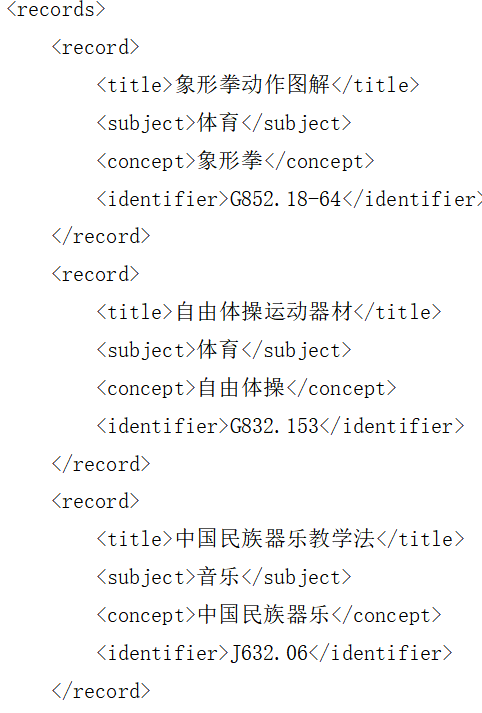 <records>
<record>
<title>象形拳动作图解</title>
<subject>体育</subject>
<concept>象形拳</concept>
<identifier>G852.18-64</identifier>
</record>
<record>
<title>自由体操运动器材</title>
<subject>体育</subject>
<concept>自由体操</concept>
<identifier>G832.153</identifier>
</record>
<record>
<title>中国民族器乐教学法</title>
<subject>音乐</subject>
<concept>中国民族器乐</concept>
<identifier>J632.06</identifier>
</record>